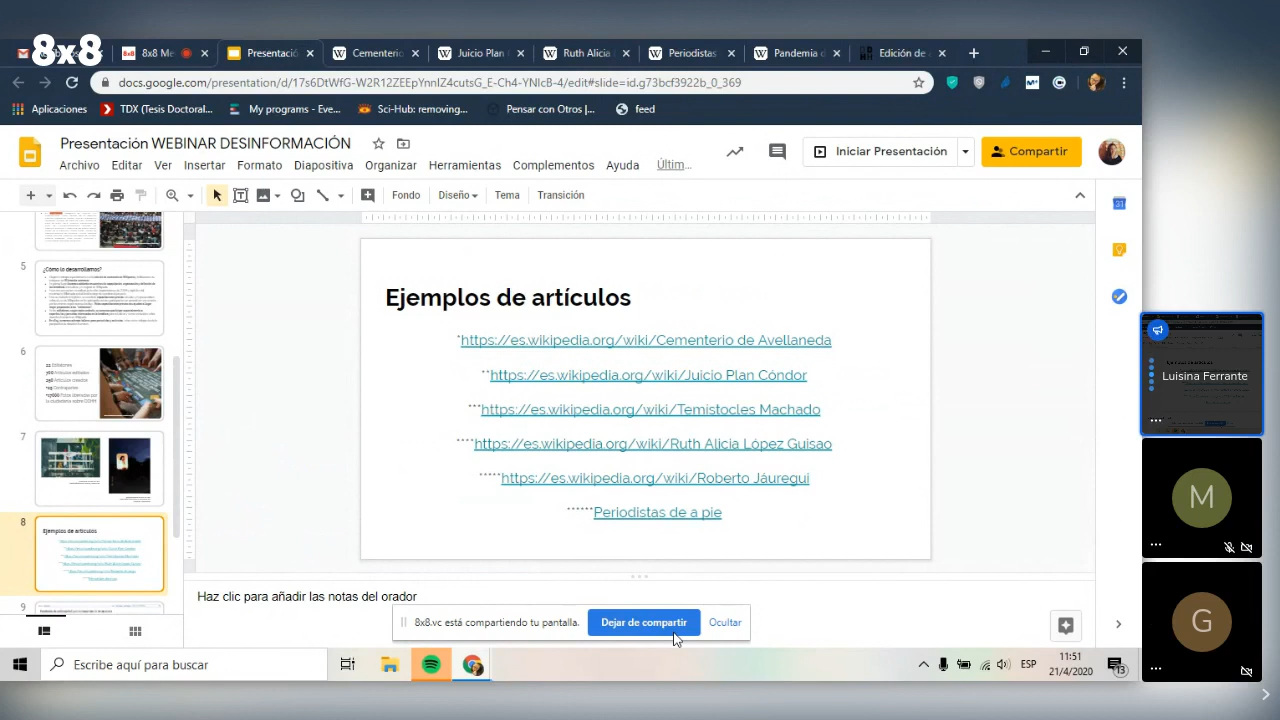 8x8
8x8 Me
Presentació
Cementerio
Juicio Plan
Ruth Alicia
Periodistas
Edición de
docs.google.com/presentation/d/17s6DtWfG-W2R12ZEEpYnnIZ4cutsG_E-Ch4-YNlcB-4/edit#slide=id.g73bcf3922b_0_369
Aplicaciones
TDX (Tesis Doctoral...
My programs - Eve...
Sci-Hub: removing...
Pensar con Otros |...
feed
Presentación WEBINAR DESINFORMACIÓN
Iniciar Presentación
Compartir
Archivo Editar Ver Insertar Formato Diapositiva Organizar Herramientas Complementos Ayuda Últim...
Fondo Diseño Tema Transición
5
¿Cómo lo desarrollamos?
6
7
8
Ejemplos de artículos
9
Ejemplos de artículos
https://es.wikipedia.org/wiki/Cementerio de Avellaneda
**https://es.wikipedia.org/wiki/Juicio Plan Condor
***https://es.wikipedia.org/wiki/Temistocles Machado
https://es.wikipedia.org/wiki/Ruth Alicia López Guisao
*****https://es.wikipedia.org/wiki/Roberto Jáuregui
******Periodistas de a pie
Haz clic para añadir las notas del orador
8x8.vc está compartiendo tu pantalla.
Dejar de compartir
Ocultar
Luisina Ferrante
M
G
Escribe aquí para buscar
ESP
11:51
21/4/2020
13